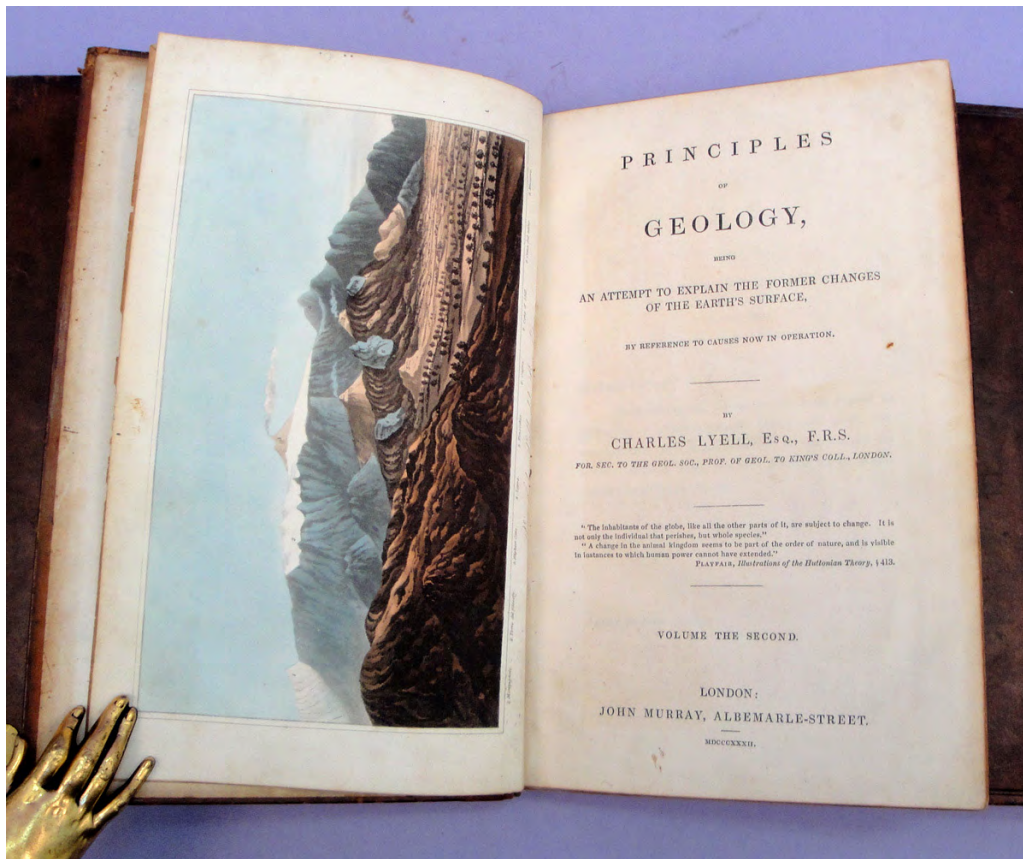 PRINCIPLES
OF
GEOLOGY,
BEING
AN ATTEMPT TO EXPLAIN THE FORMER CHANGES
OF THE EARTH'S SURFACE,
BY REFERENCE TO CAUSES NOW IN OPERATION.
BY
CHARLES LYELL, Esq., F.R.S.
FOR. SEC. TO THE GEOL. SOC., PROF. OF GEOL. TO KING'S COLL., LONDON.
"The inhabitants of the globe, like all the other parts of it, are subject to change. It is
not only the individual that perishes, but whole species."
"A change in the animal kingdom seems to be part of the order of nature, and is visible
in instances to which human power cannot have extended."
PLAYFAIR, Illustrations of the Huttonian Theory, § 413.
VOLUME THE SECOND.
LONDON:
JOHN MURRAY, ALBEMARLE-STREET.
MDCCCXXXII.